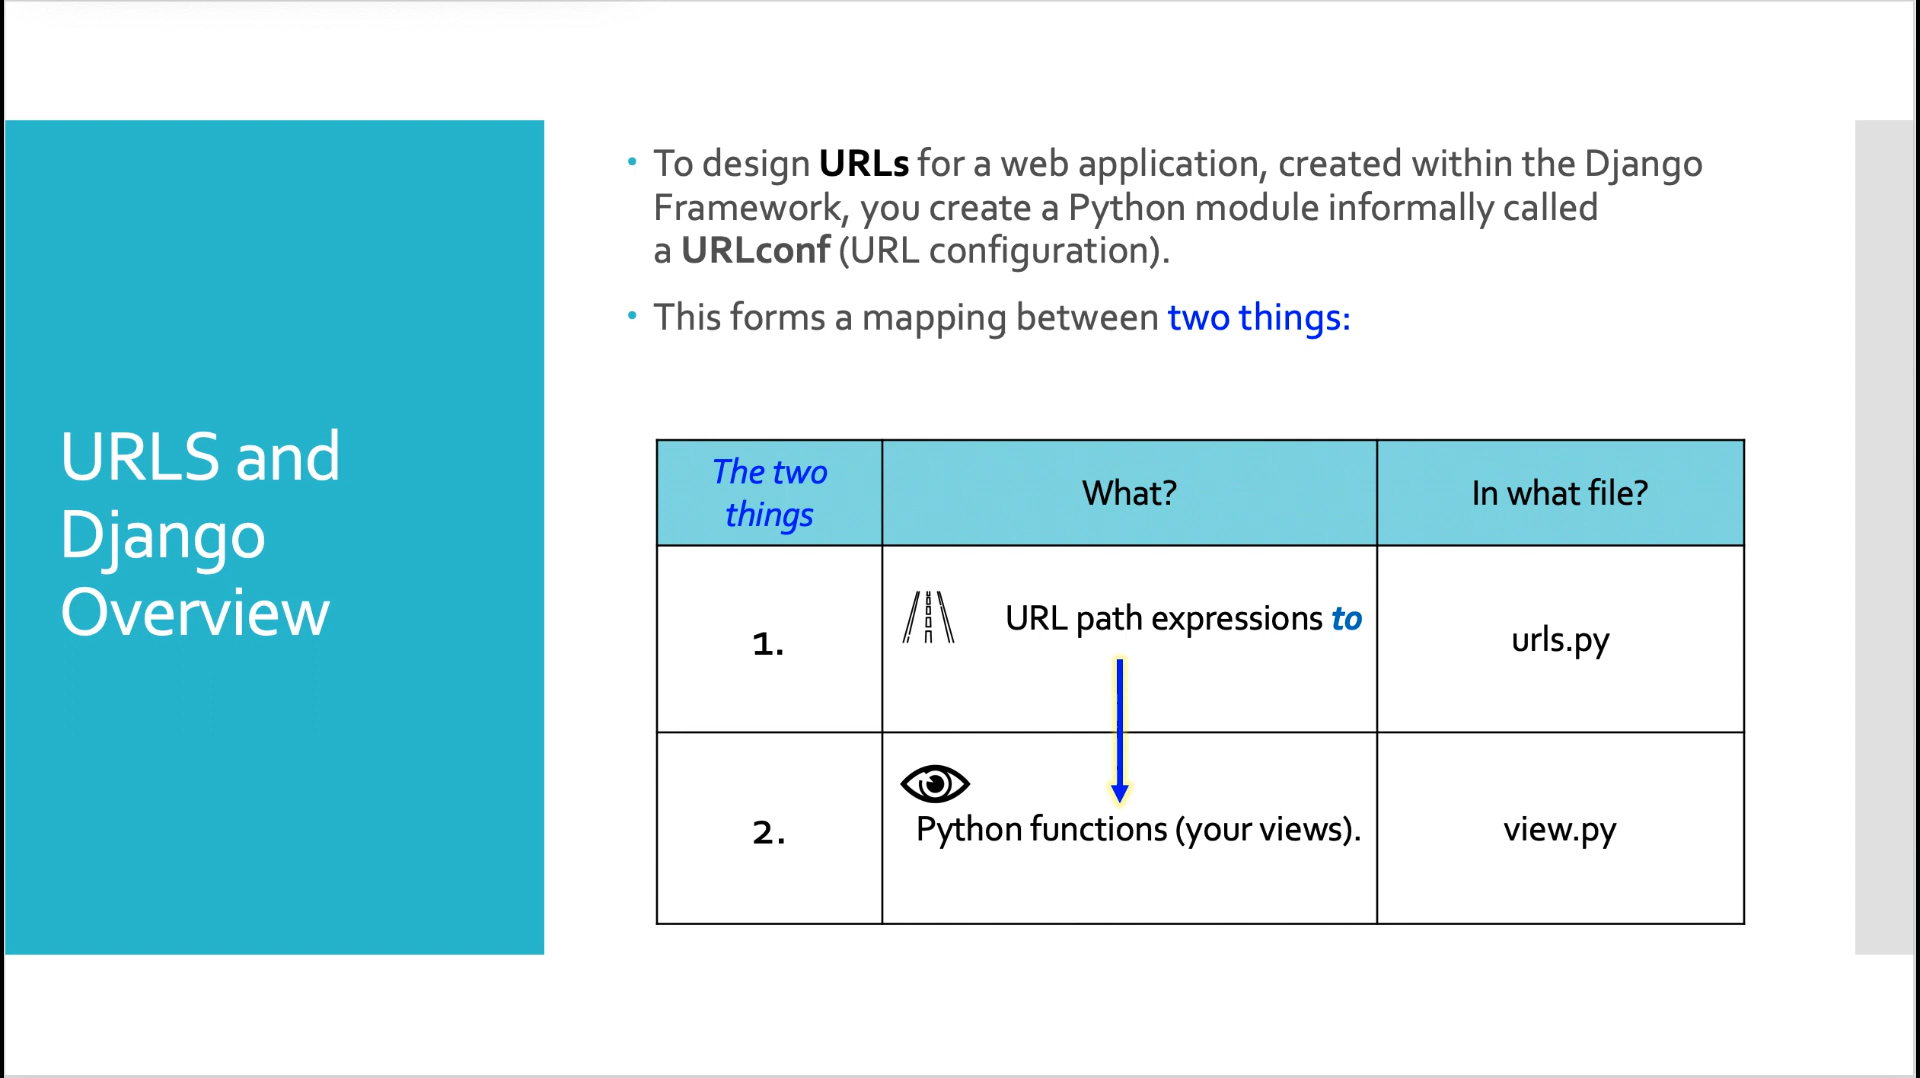 URLS and
Django
Overview
• To design URLs for a web application, created within the Django
Framework, you create a Python module informally called
a URLconf (URL configuration).
• This forms a mapping between two things:
The two
things
What?
In what file?
1.
URL path expressions to
urls.py
2.
Python functions (your views).
view.py